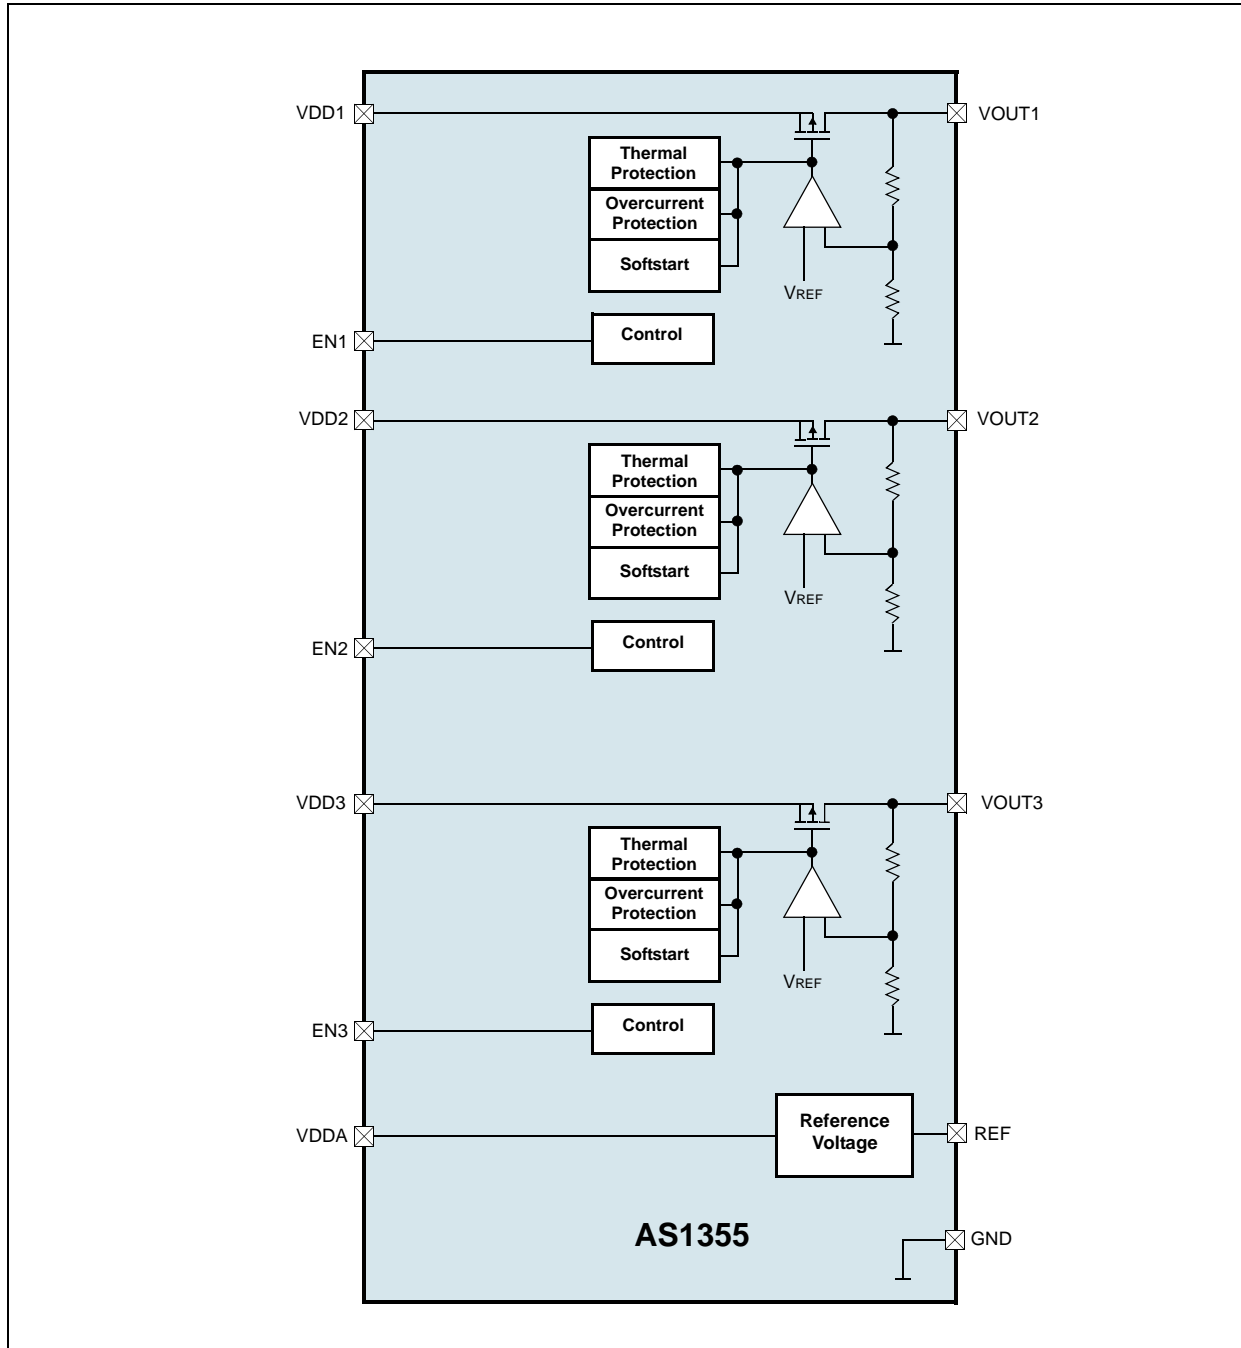 VDD1
VOUT1
Thermal
Protection
Overcurrent
Protection
Softstart
VREF
EN1
Control
VDD2
VOUT2
Thermal
Protection
Overcurrent
Protection
Softstart
VREF
EN2
Control
VDD3
VOUT3
Thermal
Protection
Overcurrent
Protection
Softstart
VREF
EN3
Control
VDDA
Reference
Voltage
REF
AS1355
GND